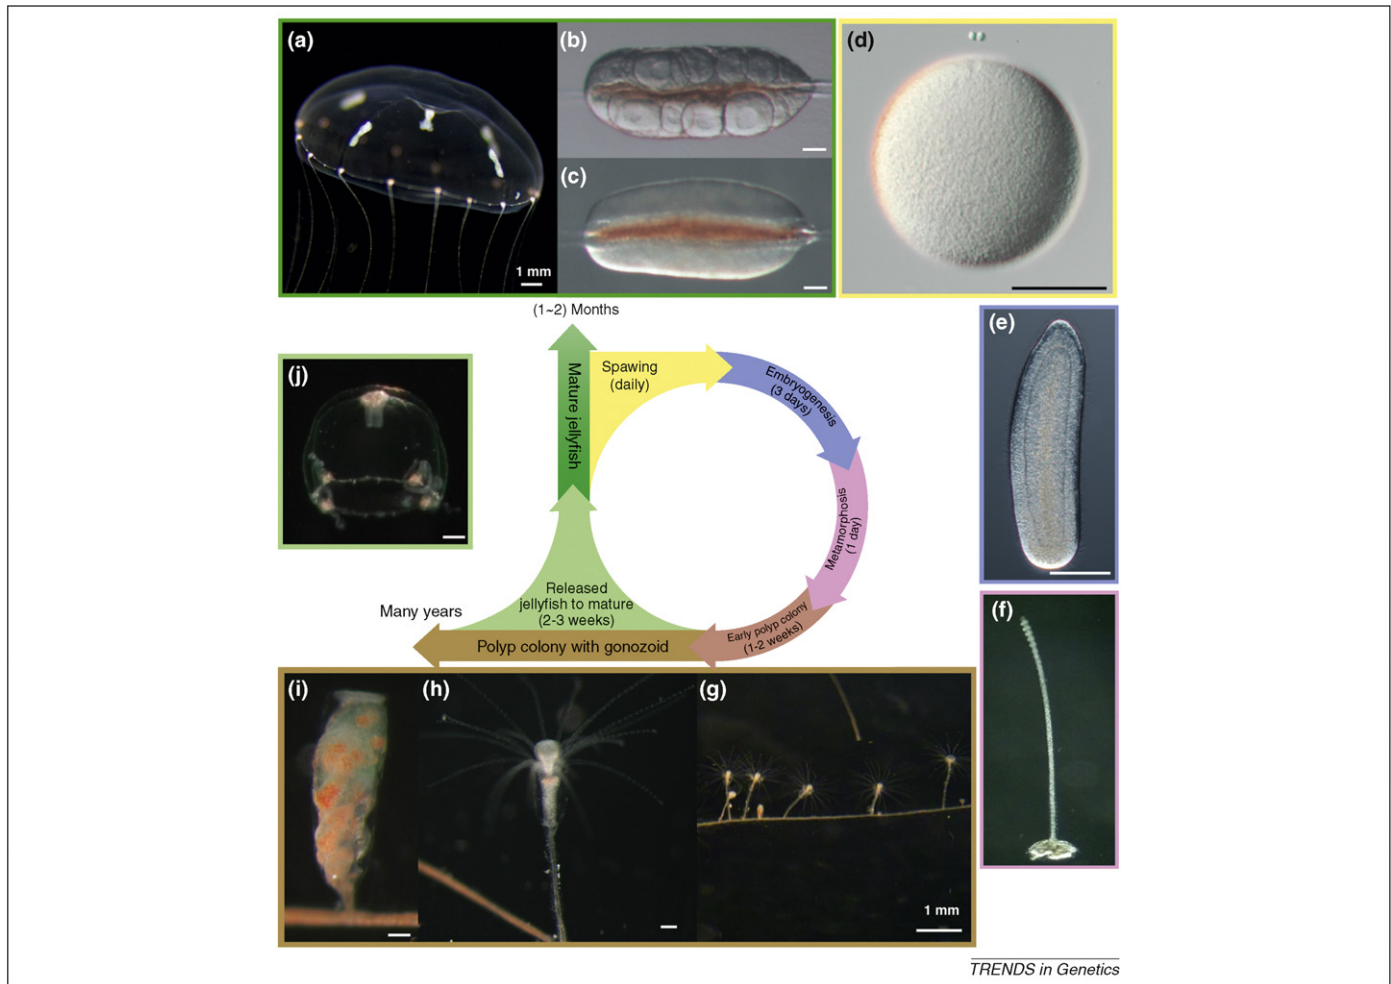 (a)
1 mm
(b)
(c)
(d)
(1~2) Months
(e)
(j)
Mature jellyfish
Spawing
(daily)
Embryogenesis
(3 days)
Metamorphosis
(1 day)
Released
jellyfish to mature
(2-3 weeks)
Many years
Early polyp colony
(1-2 weeks)
Polyp colony with gonozoid
(f)
(i)
(h)
(g)
1 mm
TRENDS in Genetics